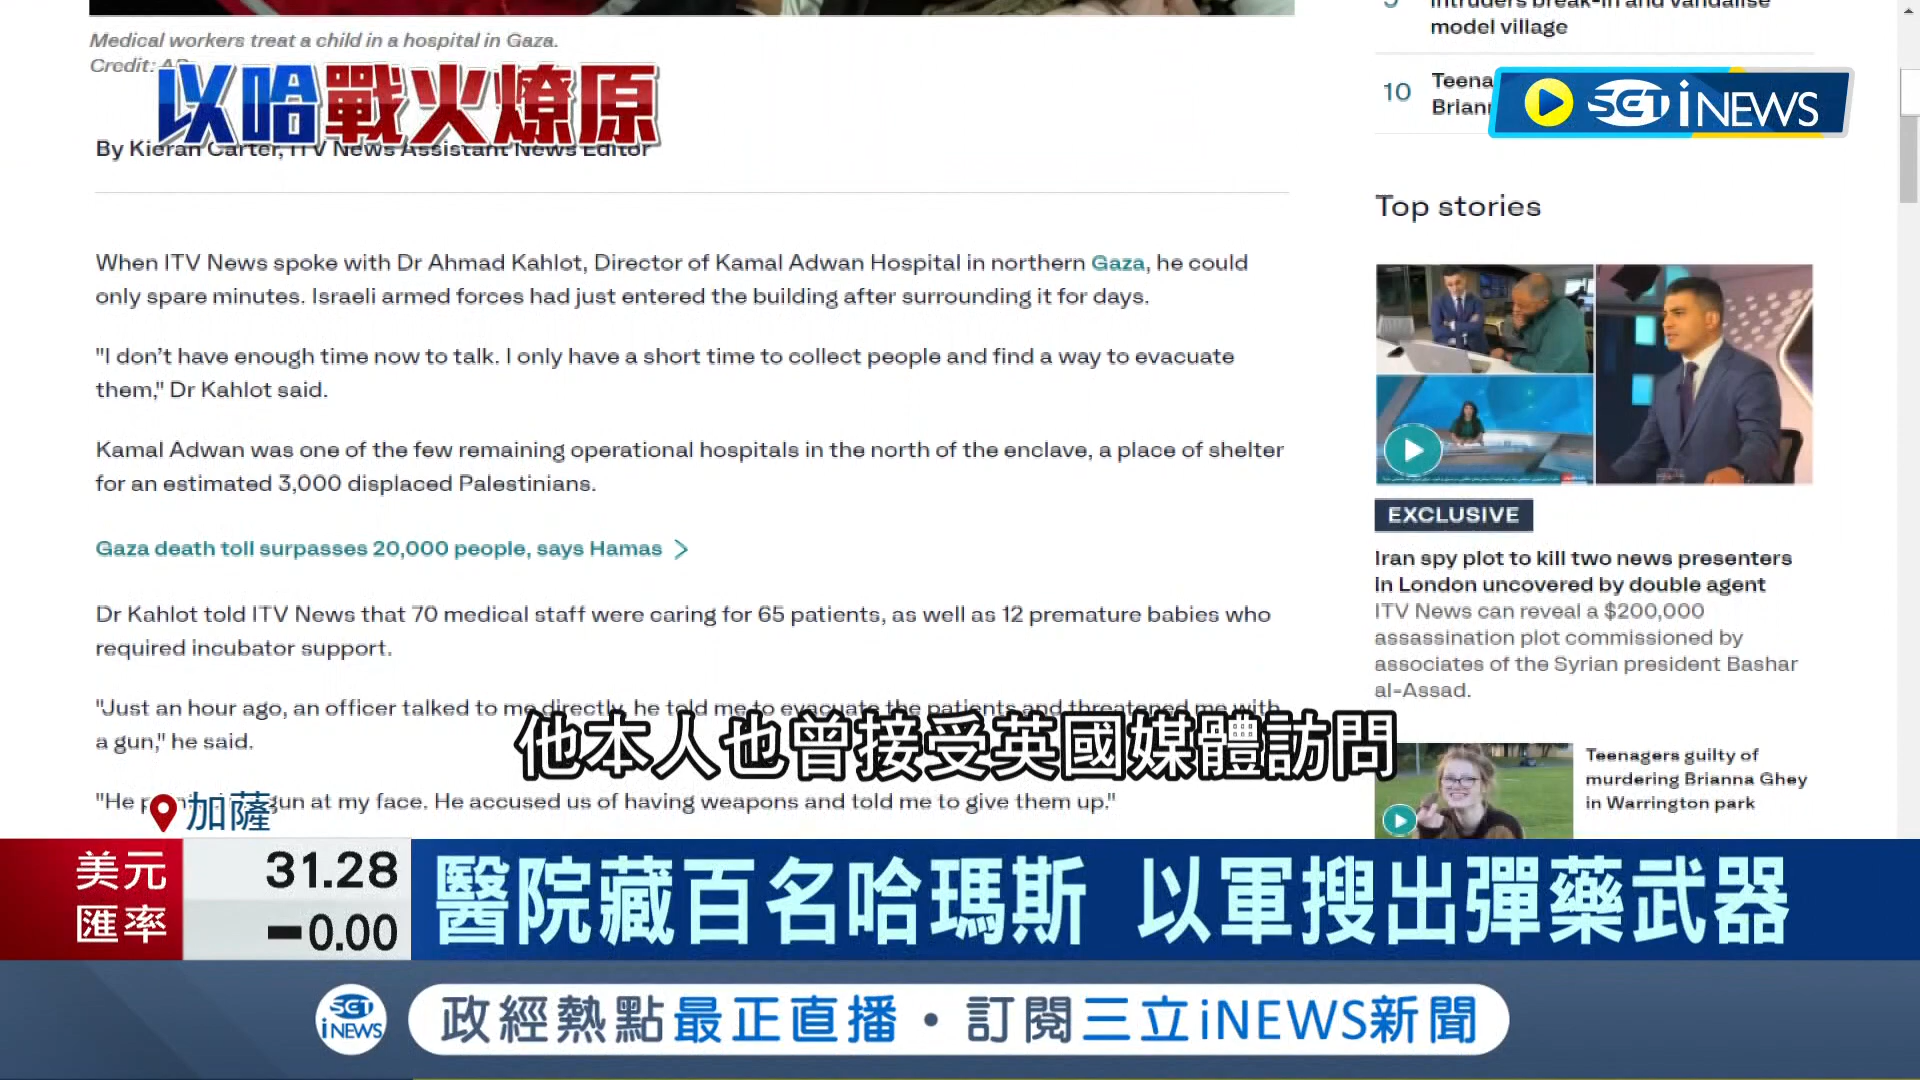 Medical workers treat a child in a hospital in Gaza.
Credit: AP
以哈戰火燎原
By Kieran Carter, ITV News Assistant News Editor
When ITV News spoke with Dr Ahmad Kahlot, Director of Kamal Adwan Hospital in northern Gaza, he could
only spare minutes. Israeli armed forces had just entered the building after surrounding it for days.
"I don't have enough time now to talk. I only have a short time to collect people and find a way to evacuate
them," Dr Kahlot said.
Kamal Adwan was one of the few remaining operational hospitals in the north of the enclave, a place of shelter
for an estimated 3,000 displaced Palestinians.
Gaza death toll surpasses 20,000 people, says Hamas
Dr Kahlot told ITV News that 70 medical staff were caring for 65 patients, as well as 12 premature babies who
required incubator support.
"Just an hour ago, an officer talked to me directly, he told me to evacuate the patients and threatened me with
a gun," he said.
"He gun at my face. He accused us of having weapons and told me to give them up."
intruders break-in and vandalise
model village
10
Teena
Briann
SET iNEWS
Top stories
EXCLUSIVE
Iran spy plot to kill two news presenters
in London uncovered by double agent
ITV News can reveal a $200,000
assassination plot commissioned by
associates of the Syrian president Bashar
al-Assad.
Teenagers guilty of
murdering Brianna Ghey
in Warrington park
他本人也曾接受英國媒體訪問
加薩
美元
匯率
31.28
-0.00
醫院藏百名哈瑪斯 以軍搜出彈藥武器
SET
iNEWS
政經熱點最正直播・訂閱三立iNEWS新聞